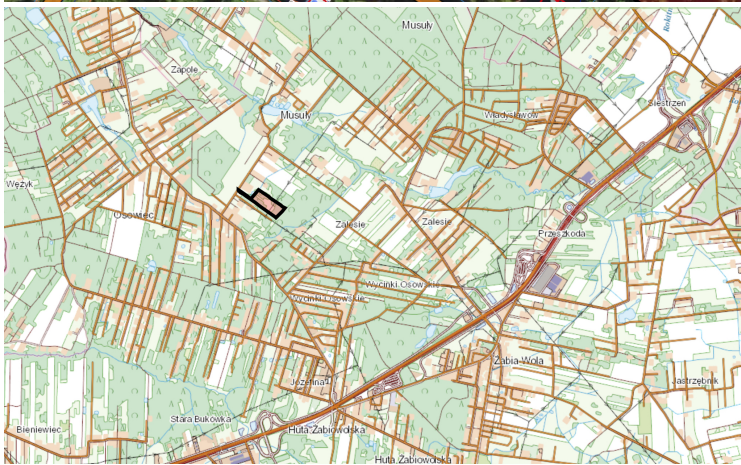 Musuły
Rokitn
Zapole
Siestrzeń
Musuły
Władysławów
Wężyk
Osowiec
Zalesie
Zalesie
Przeszkoda
Wycinki Osowskie
Wycinki Osowskie
Żabia Wola
Józefina
Jastrzębnik
Stara Bukówka
Bieniewiec
Huta Żabiowolska
Huta Żabiowolska